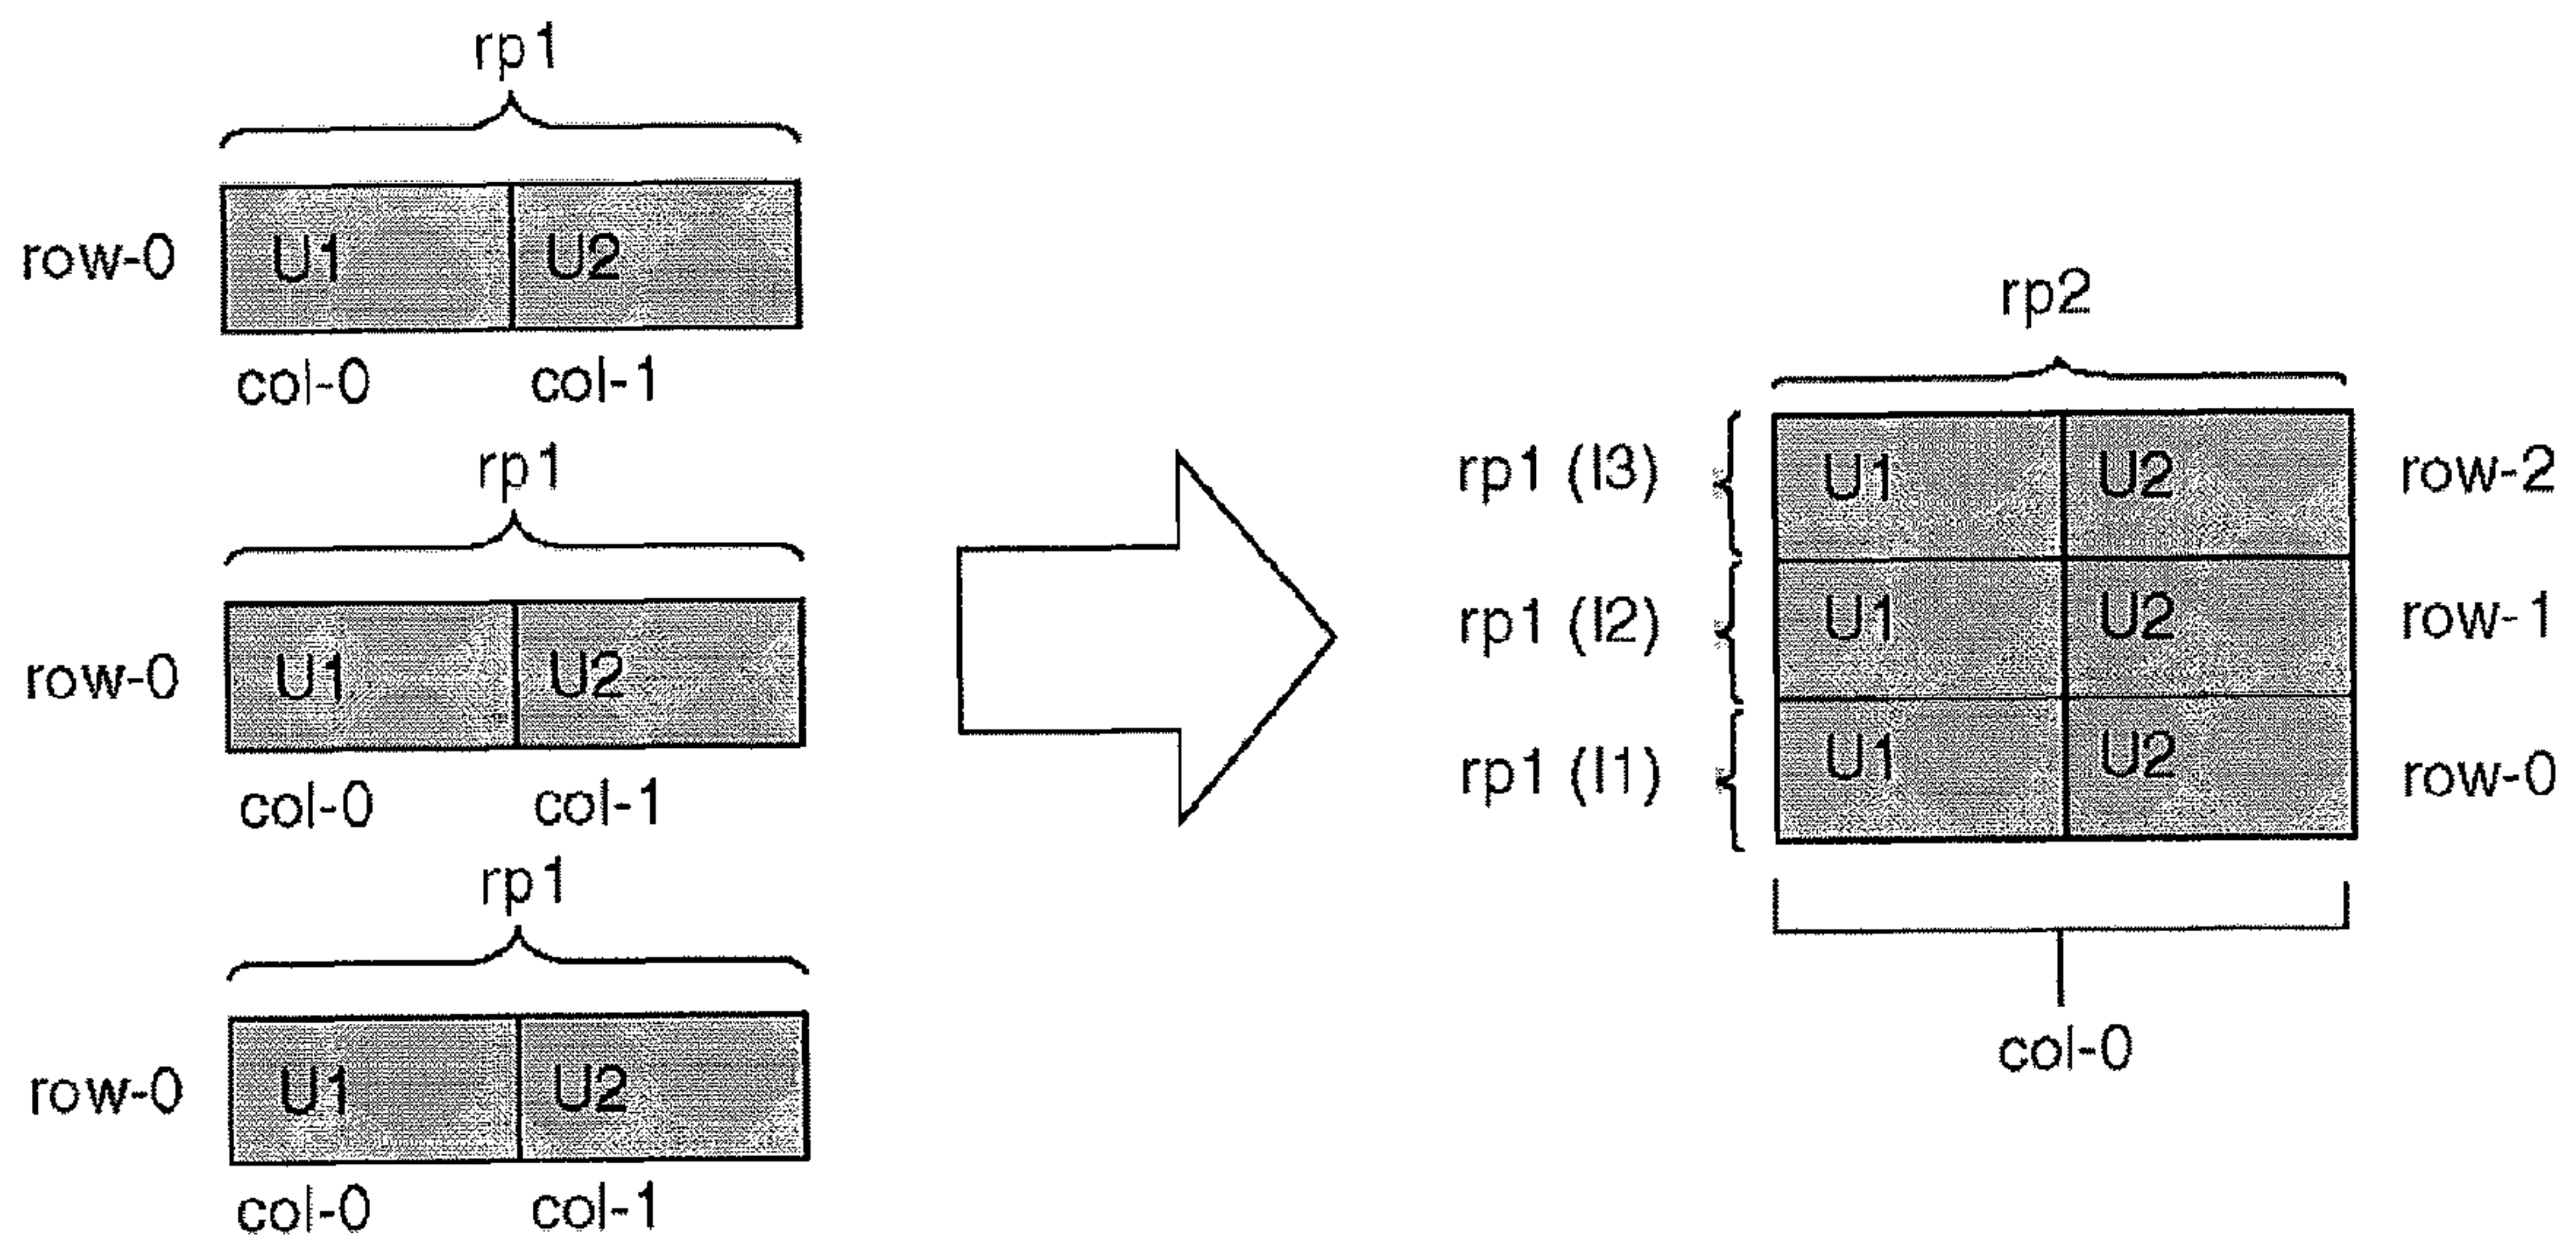 rp1
row-0 U1 U2
col-0 col-1
rp1
row-0 U1 U2
col-0 col-1
rp1
row-0 U1 U2
col-0 col-1
rp2
rp1 (I3) U1 U2 row-2
rp1 (I2) U1 U2 row-1
rp1 (I1) U1 U2 row-0
col-0